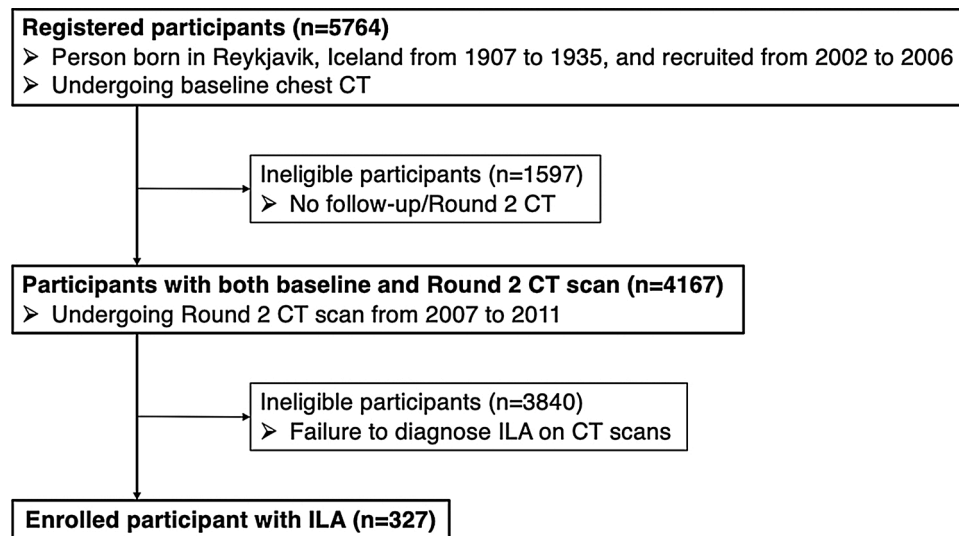 Registered participants (n=5764)
➢ Person born in Reykjavik, Iceland from 1907 to 1935, and recruited from 2002 to 2006
➢ Undergoing baseline chest CT
Ineligible participants (n=1597)
➢ No follow-up/Round 2 CT
Participants with both baseline and Round 2 CT scan (n=4167)
➢ Undergoing Round 2 CT scan from 2007 to 2011
Ineligible participants (n=3840)
➢ Failure to diagnose ILA on CT scans
Enrolled participant with ILA (n=327)